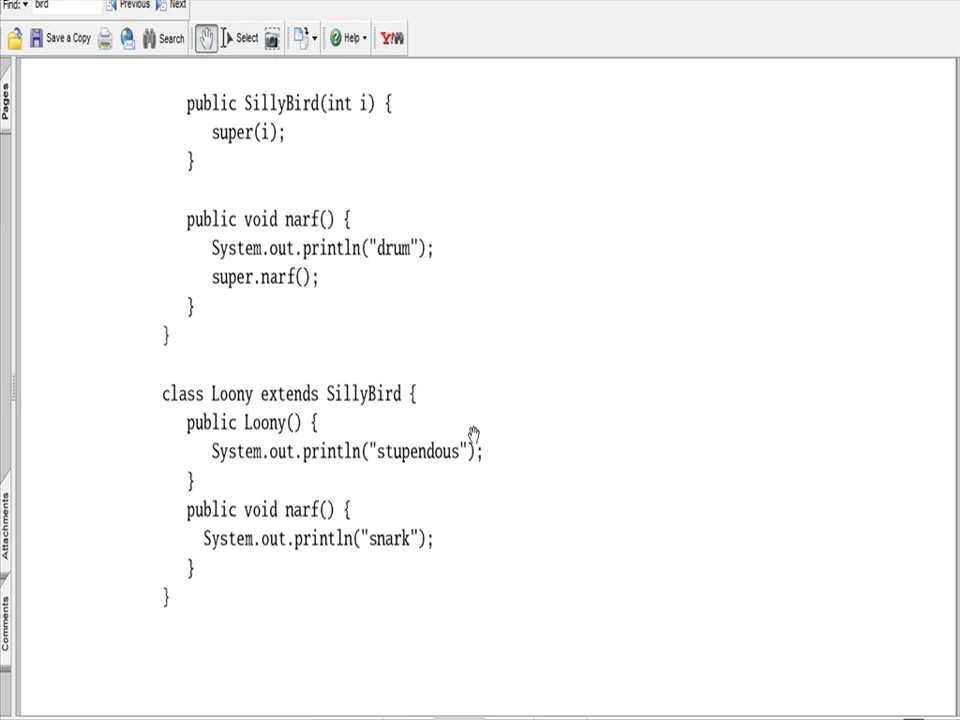 Find: bird Previous Next
Save a Copy Search Select Help Y!
public SillyBird(int i) {
super(i);
}
public void narf() {
System.out.println("drum");
super.narf();
}
}
class Loony extends SillyBird {
public Loony() {
System.out.println("stupendous");
}
public void narf() {
System.out.println("snark");
}
}
Pages
Attachments
Comments